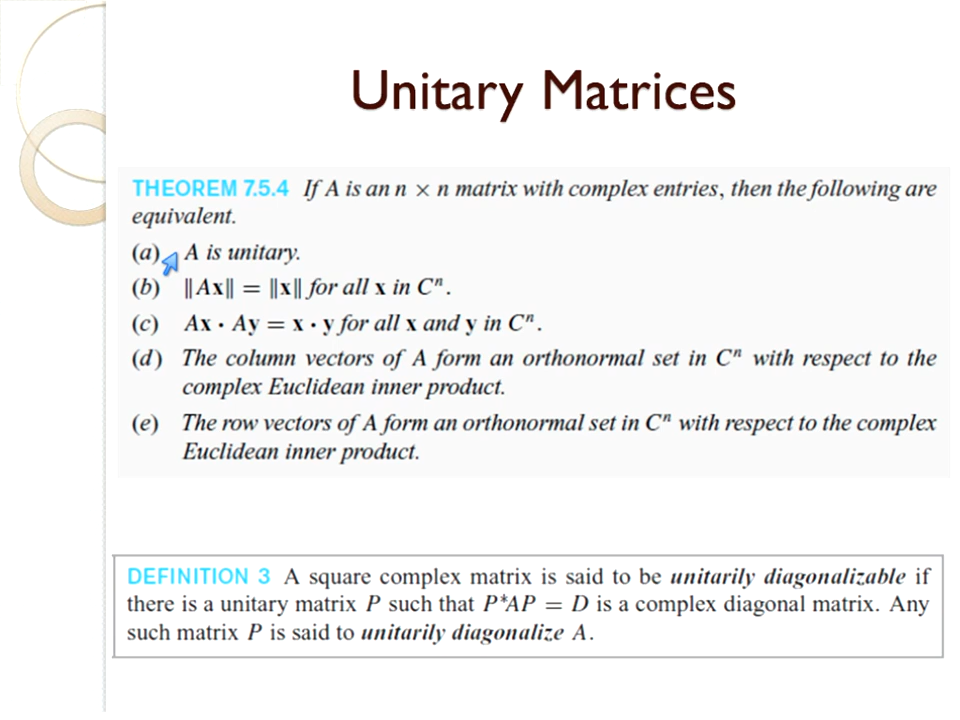 Unitary Matrices
THEOREM 7.5.4 If A is an n × n matrix with complex entries, then the following are
equivalent.
(a) A is unitary.
(b) ‖Ax‖ = ‖x‖ for all x in Cⁿ.
(c) Ax · Ay = x · y for all x and y in Cⁿ.
(d) The column vectors of A form an orthonormal set in Cⁿ with respect to the
complex Euclidean inner product.
(e) The row vectors of A form an orthonormal set in Cⁿ with respect to the complex
Euclidean inner product.
DEFINITION 3 A square complex matrix is said to be unitarily diagonalizable if
there is a unitary matrix P such that P*AP = D is a complex diagonal matrix. Any
such matrix P is said to unitarily diagonalize A.